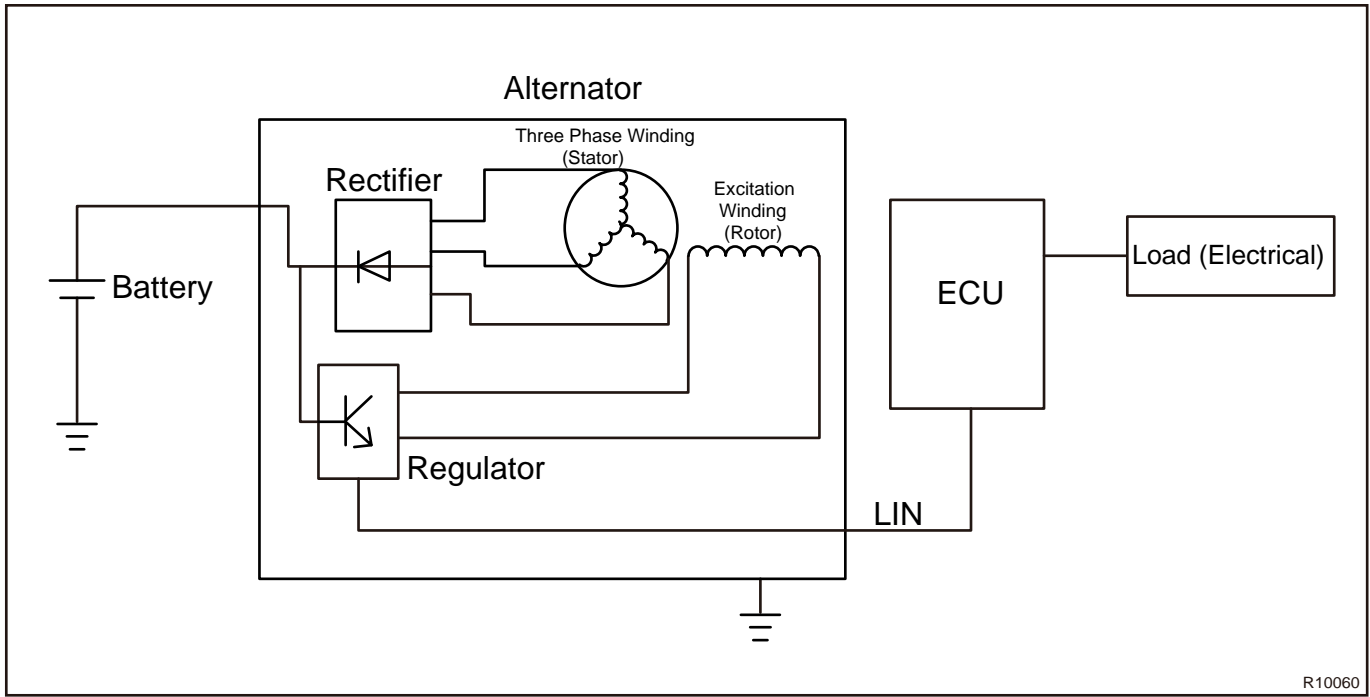 Alternator
Three Phase Winding
(Stator)
Rectifier
Excitation
Winding
(Rotor)
Battery
ECU
Load (Electrical)
Regulator
LIN
R10060